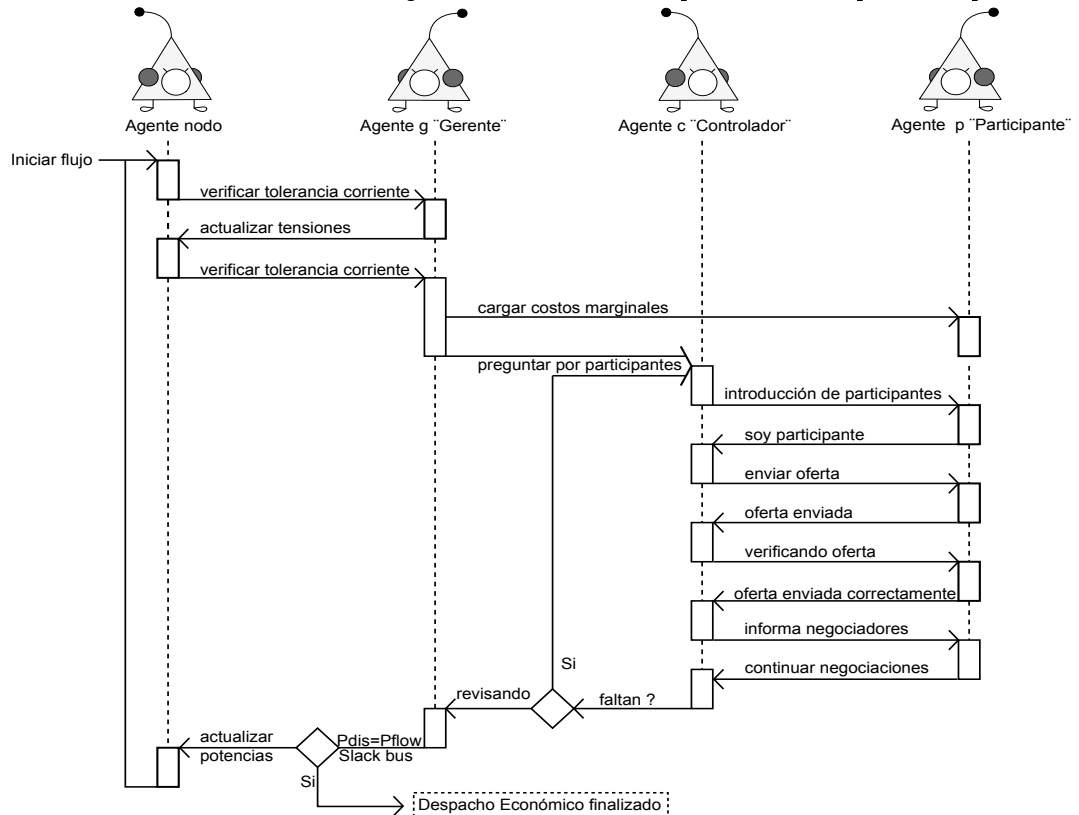 Agente nodo
Agente g ¨Gerente¨
Agente c ¨Controlador¨
Agente p ¨Participante¨
Iniciar flujo
verificar tolerancia corriente
actualizar tensiones
verificar tolerancia corriente
cargar costos marginales
preguntar por participantes
introducción de participantes
soy participante
enviar oferta
oferta enviada
verificando oferta
oferta enviada correctamente
informa negociadores
Si
continuar negociaciones
revisando
faltan ?
actualizar
potencias
Pdis=Pflow
Slack bus
Si
Despacho Económico finalizado